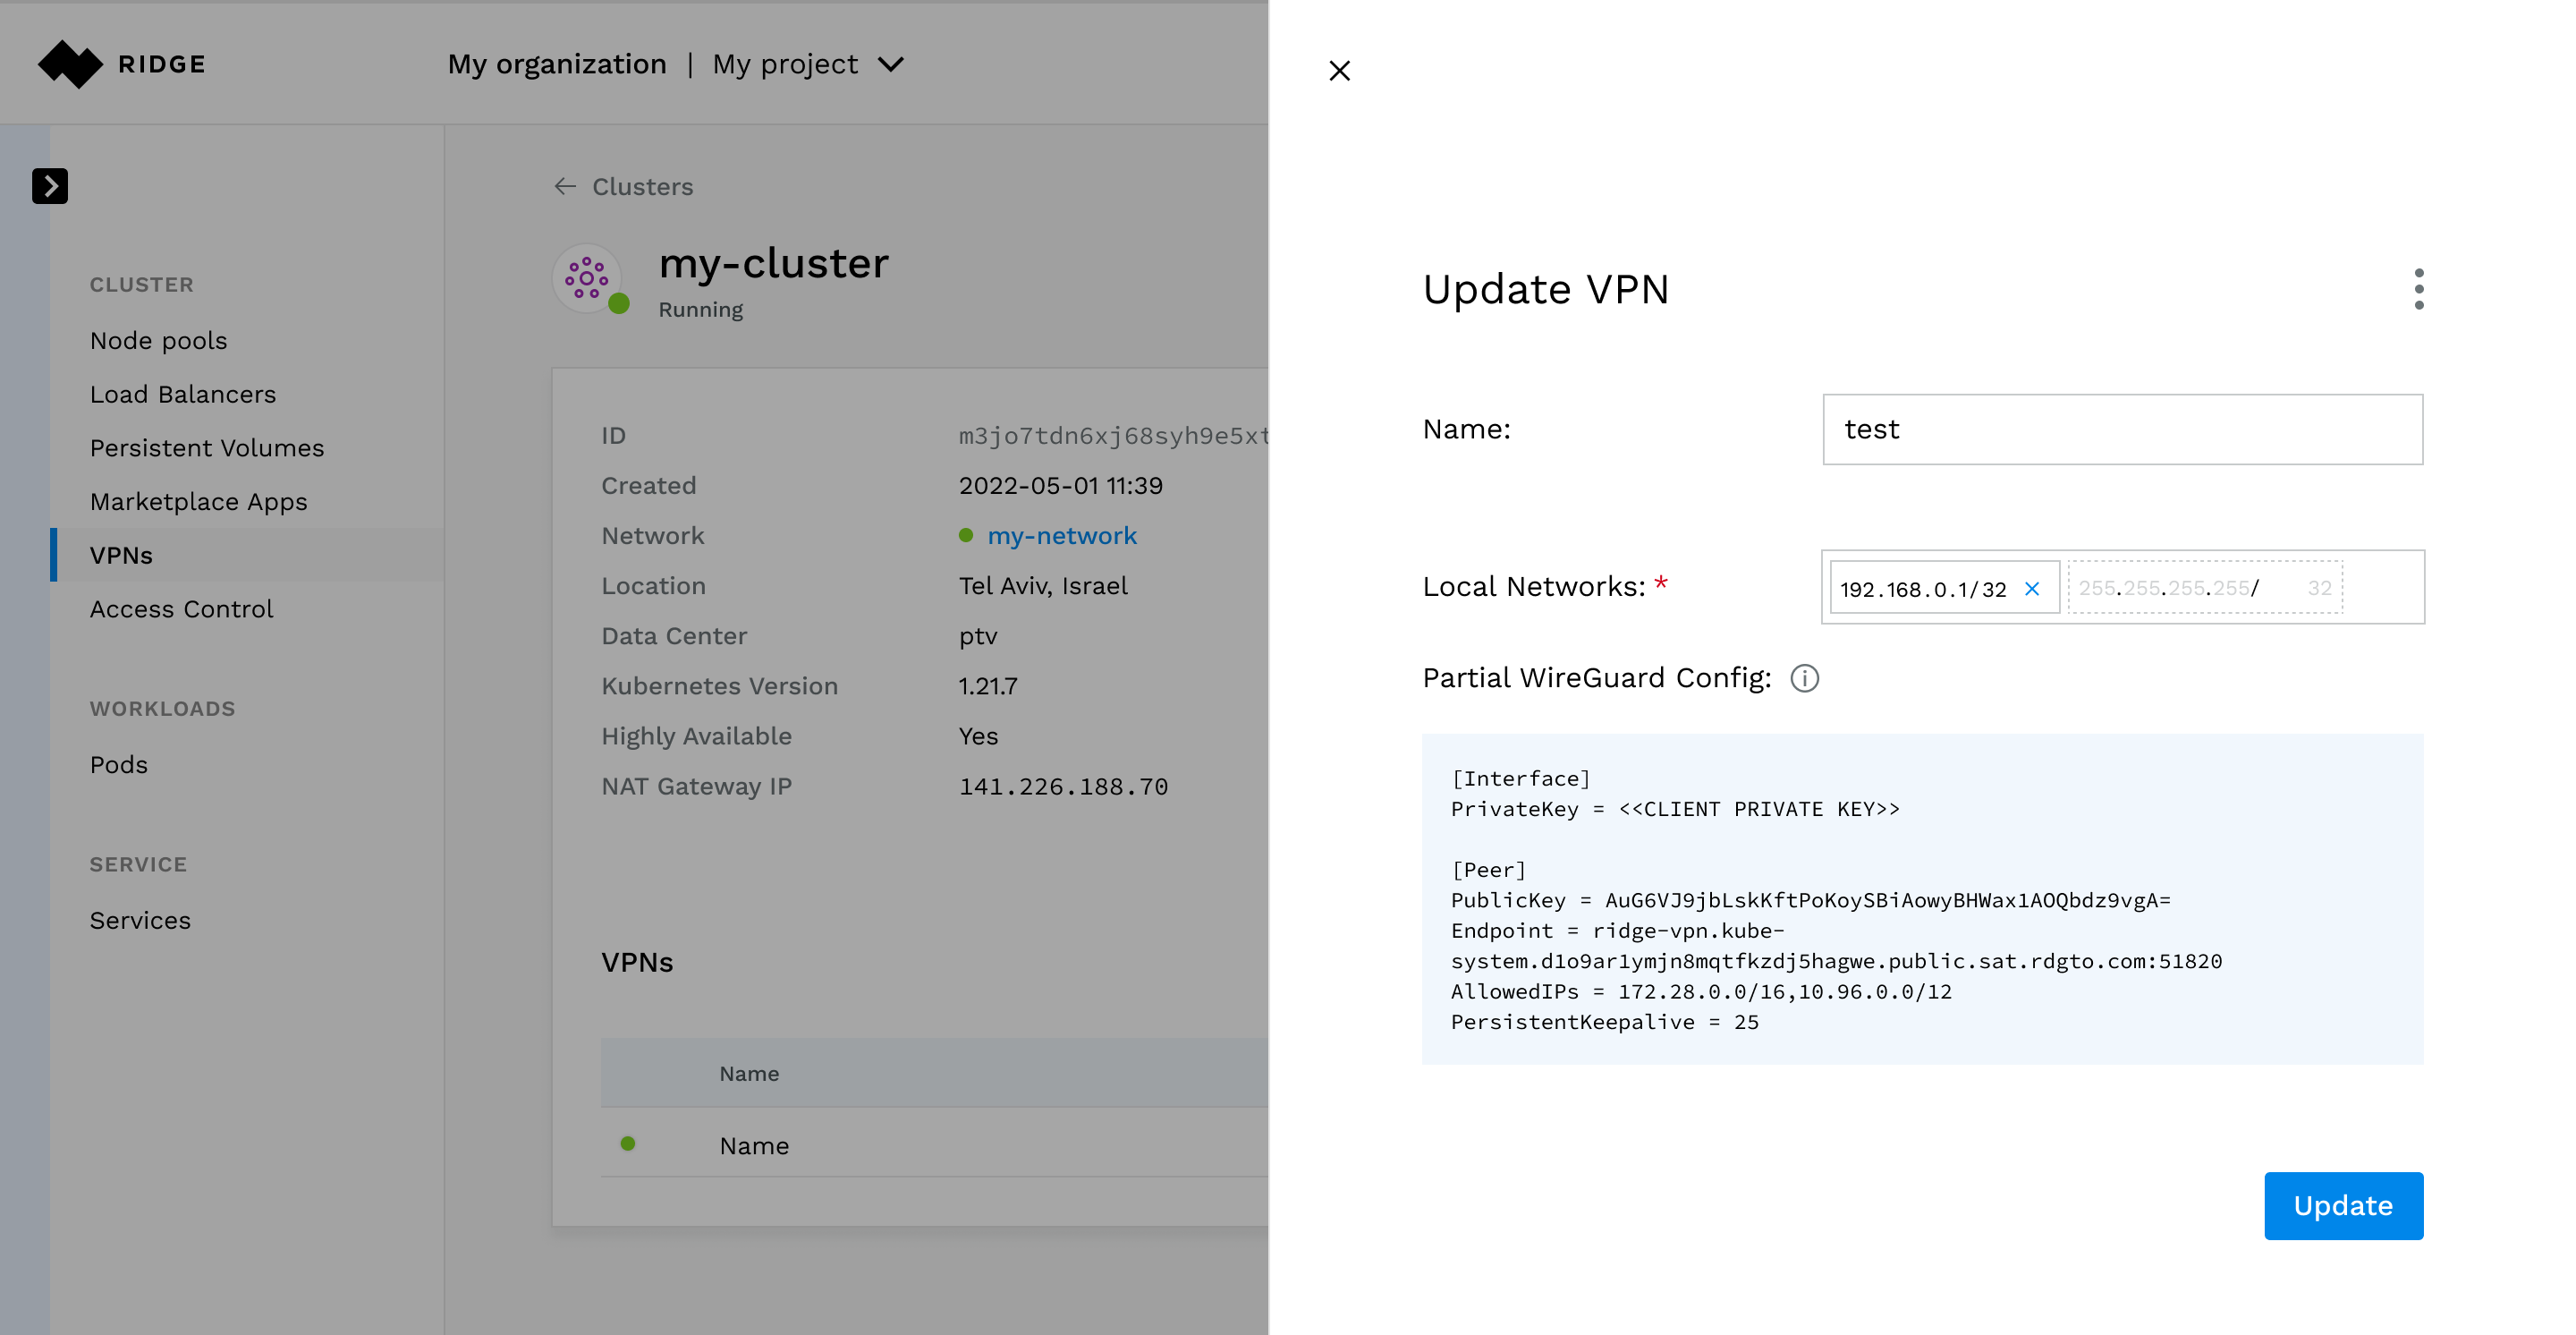 RIDGE
My organization | My project
Clusters
my-cluster
Running
CLUSTER
Node pools
Load Balancers
Persistent Volumes
Marketplace Apps
VPNs
Access Control
WORKLOADS
Pods
SERVICE
Services
ID m3jo7tdn6xj68syh9e5xt
Created 2022-05-01 11:39
Network my-network
Location Tel Aviv, Israel
Data Center ptv
Kubernetes Version 1.21.7
Highly Available Yes
NAT Gateway IP 141.226.188.70
VPNs
Name
Name
Update VPN
Name: test
Local Networks: * 192.168.0.1/32 255.255.255.255/ 32
Partial WireGuard Config:
[Interface]
PrivateKey = <<CLIENT PRIVATE KEY>>
[Peer]
PublicKey = AuG6VJ9jbLskKftPoKoySBiAowyBHWax1AOQbdz9vgA=
Endpoint = ridge-vpn.kube-
system.d1o9ar1ymjn8mqtfkzdj5hagwe.public.sat.rdgto.com:51820
AllowedIPs = 172.28.0.0/16,10.96.0.0/12
PersistentKeepalive = 25
Update